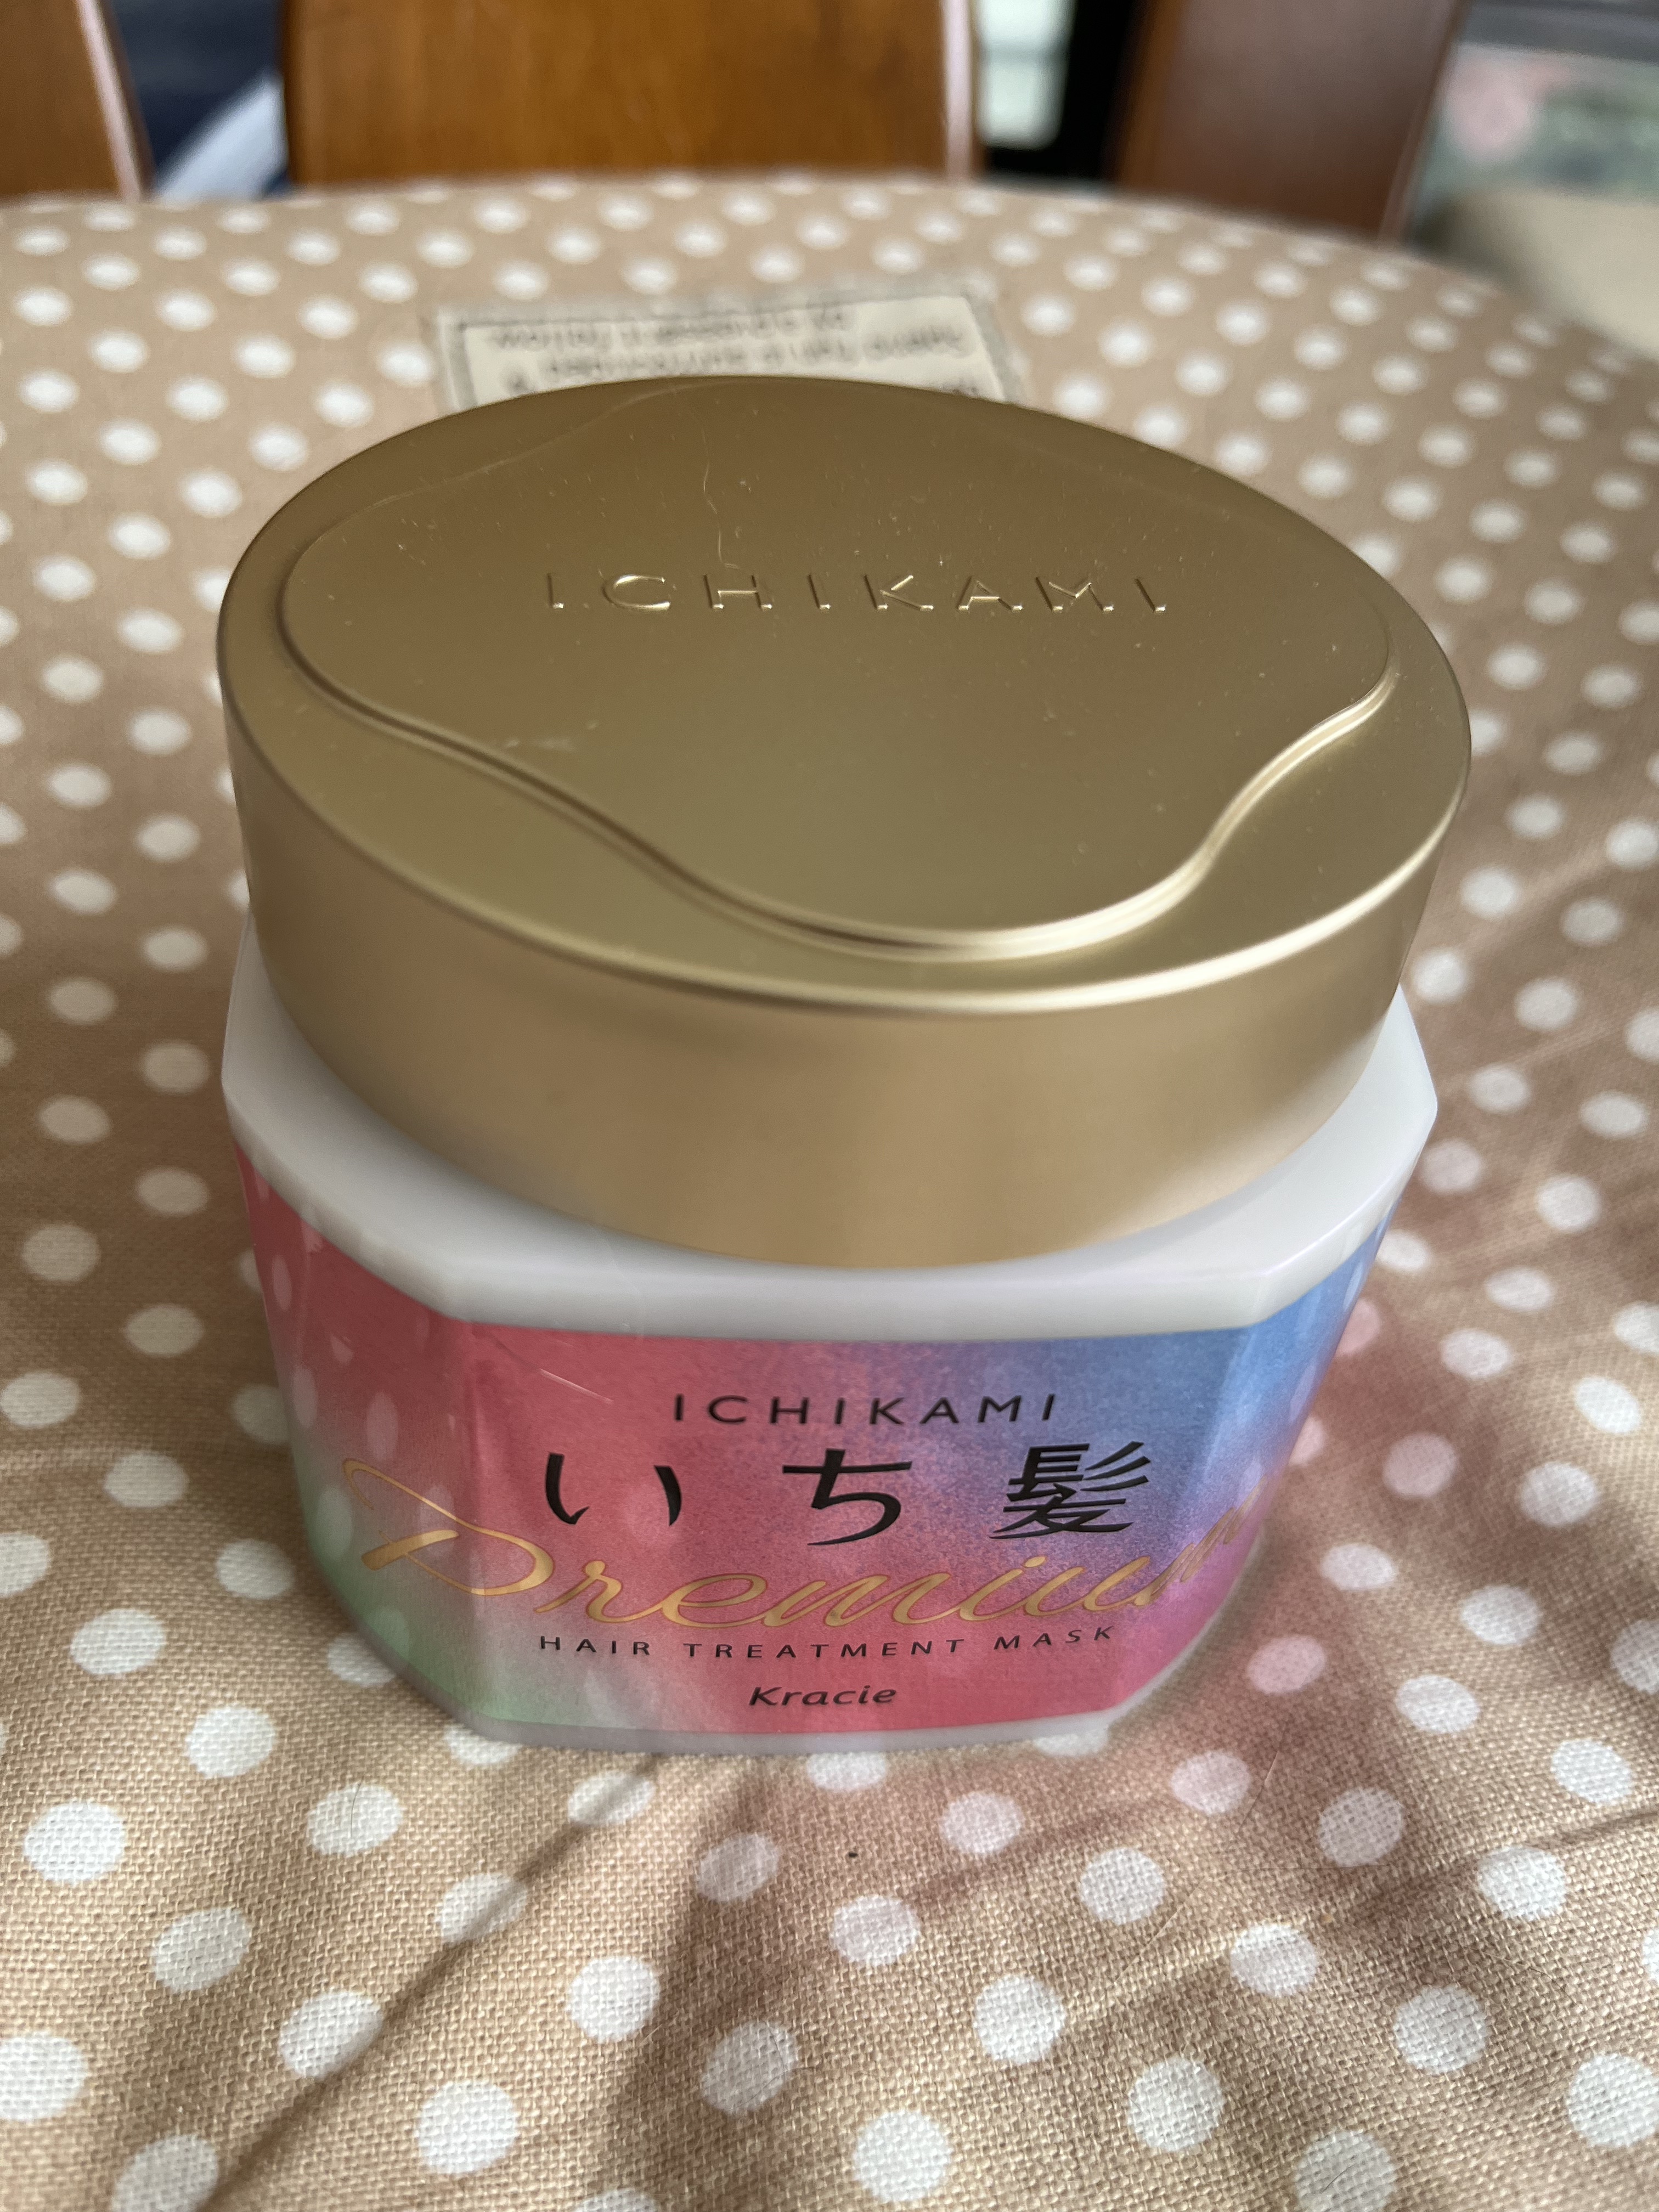 ICHIKAMI
ICHIKAMI
いち髪
Premium
HAIR TREATMENT MASK
Kracie